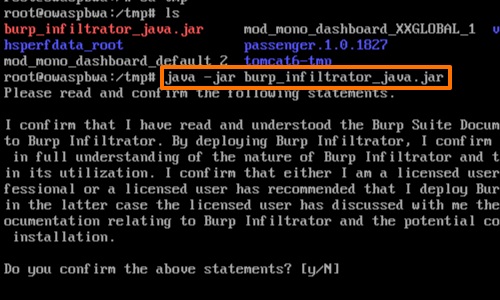 root@owaspbwa:/tmp# ls
burp_infiltrator_java.jar mod_mono_dashboard_XXGLOBAL_1
hsperfdata_root passenger.1.0.1827
mod_mono_dashboard_default_2 tomcat6-tmp
root@owaspbwa:/tmp# java -jar burp_infiltrator_java.jar
Please read and confirm the following statements.
I confirm that I have read and understood the Burp Suite Docum
to Burp Infiltrator. By deploying Burp Infiltrator, I confirm
in full understanding of the nature of Burp Infiltrator and t
in its utilization. I confirm that either I am a licensed user
fessional or a licensed user has recommended that I deploy Bur
in the latter case the licensed user has discussed with me the
ocumentation relating to Burp Infiltrator and the potential co
installation.
Do you confirm the above statements? [y/N]